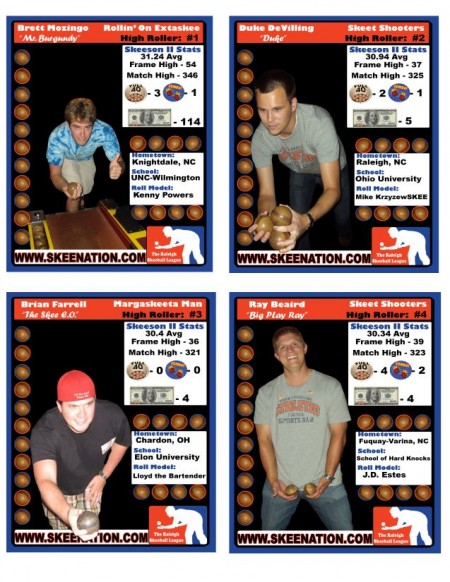 Brett Mozingo Rollin' On Extaskee
"Mr. Burgundy" High Roller: #1
Skeeson II Stats
31.24 Avg
Frame High - 54
Match High - 346
40 - 3 - 1
- 114
Hometown:
Knightdale, NC
School:
UNC-Wilmington
Roll Model:
Kenny Powers
WWW.SKEENATION.COM
The Raleigh
Skeeball League
Duke DeVilling Skeet Shooters
"Duke" High Roller: #2
Skeeson II Stats
30.94 Avg
Frame High - 37
Match High - 325
40 - 2 - 1
- 5
Hometown:
Raleigh, NC
School:
Ohio University
Roll Model:
Mike KrzyzewSKEE
WWW.SKEENATION.COM
The Raleigh
Skeeball League
Brian Farrell Margaskeeta Man
"The Skee E.O." High Roller: #3
Skeeson II Stats
30.4 Avg
Frame High - 36
Match High - 321
40 - 0 - 0
- 4
Hometown:
Chardon, OH
School:
Elon University
Roll Model:
Lloyd the Bartender
WWW.SKEENATION.COM
The Raleigh
Skeeball League
Ray Beaird Skeet Shooters
"Big Play Ray" High Roller: #4
Skeeson II Stats
30.34 Avg
Frame High - 39
Match High - 323
40 - 4 - 2
- 4
Hometown:
Fuquay-Varina, NC
School:
School of Hard Knocks
Roll Model:
J.D. Estes
WWW.SKEENATION.COM
The Raleigh
Skeeball League